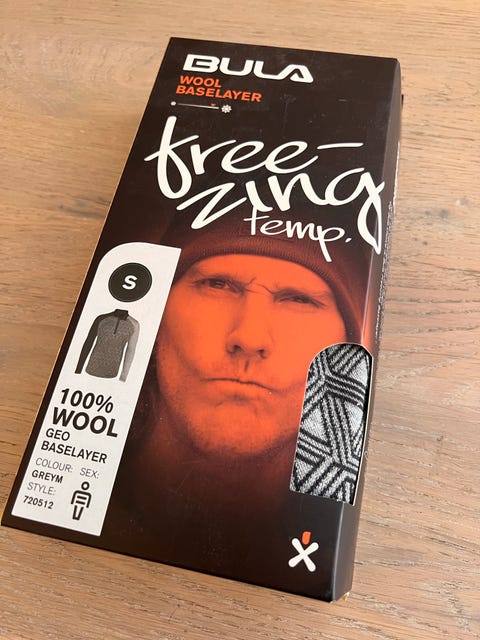 BULA
WOOL
BASELAYER
free-
zing
temp.
S
100%
WOOL
GEO
BASELAYER
COLOUR: SEX:
GREYM
STYLE:
720512